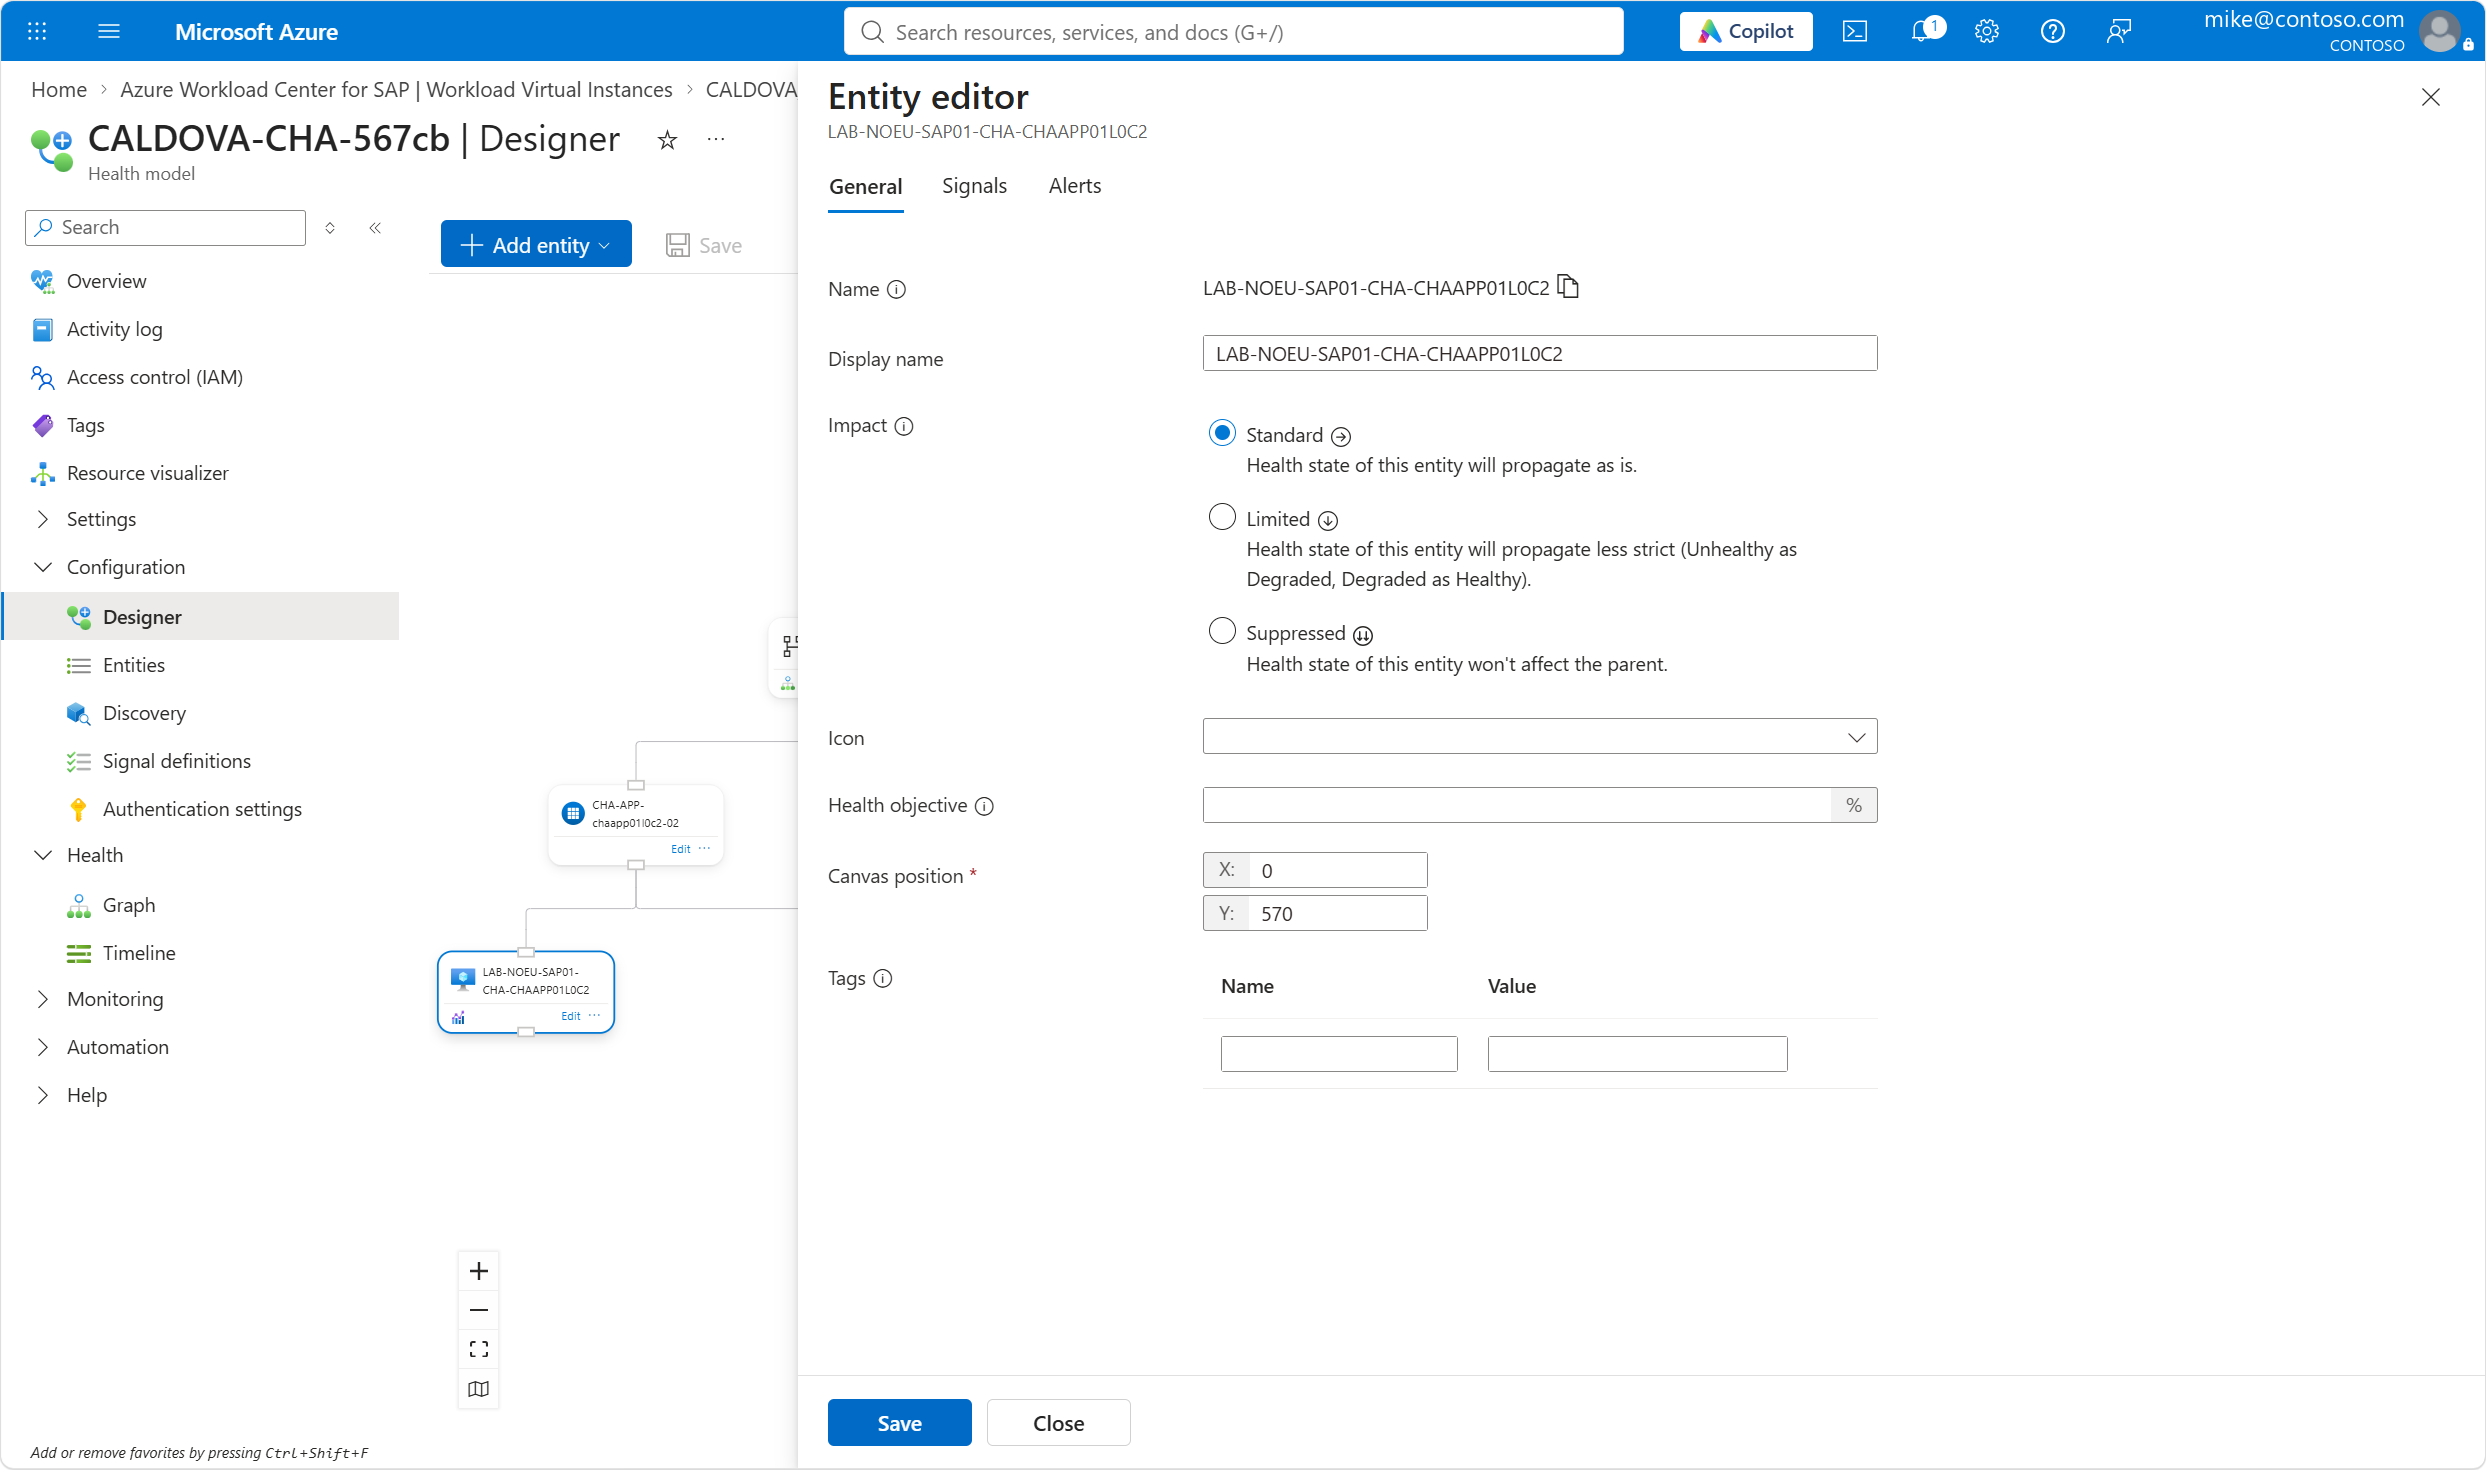 Microsoft Azure
Search resources, services, and docs (G+/)
Copilot
1
mike@contoso.com
CONTOSO
Home > Azure Workload Center for SAP | Workload Virtual Instances > CALDOVA
CALDOVA-CHA-567cb | Designer
Health model
Search
Overview
Activity log
Access control (IAM)
Tags
Resource visualizer
Settings
Configuration
Designer
Entities
Discovery
Signal definitions
Authentication settings
Health
Graph
Timeline
Monitoring
Automation
Help
Add or remove favorites by pressing Ctrl+Shift+F
Add entity
Save
CHA-APP-
chaapp01l0c2-02
Edit ···
LAB-NOEU-SAP01-
CHA-CHAAPP01L0C2
Edit ···
Entity editor
LAB-NOEU-SAP01-CHA-CHAAPP01L0C2
General
Signals
Alerts
Name
LAB-NOEU-SAP01-CHA-CHAAPP01L0C2
Display name
LAB-NOEU-SAP01-CHA-CHAAPP01L0C2
Impact
Standard
Health state of this entity will propagate as is.
Limited
Health state of this entity will propagate less strict (Unhealthy as
Degraded, Degraded as Healthy).
Suppressed
Health state of this entity won't affect the parent.
Icon
Health objective
%
Canvas position *
X: 0
Y: 570
Tags
Name
Value
Save
Close